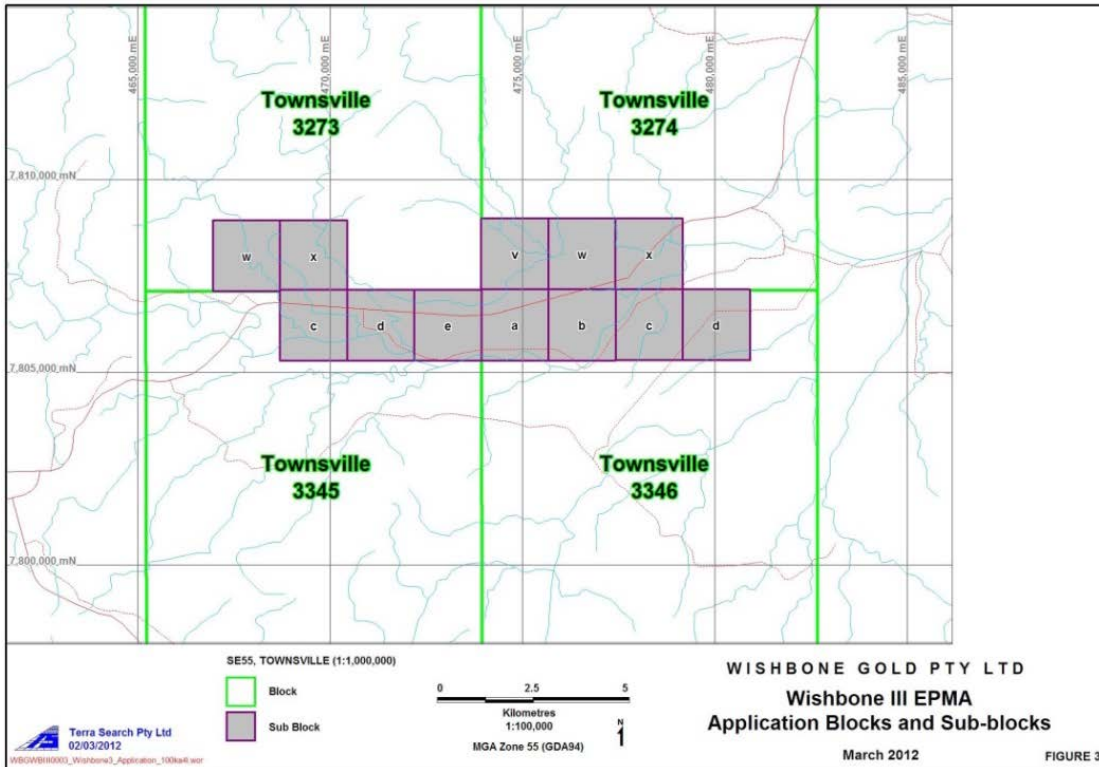 465,000 mE
470,000 mE
475,000 mE
480,000 mE
485,000 mE
Townsville
3273
Townsville
3274
7,810,000 mN
w
x
v
w
x
c
d
e
a
b
c
d
7,805,000 mN
Townsville
3345
Townsville
3346
7,800,000 mN
SE55, TOWNSVILLE (1:1,000,000)
Block
Sub Block
0 2.5 5
Kilometres
1:100,000
MGA Zone 55 (GDA94)
N
1
WISHBONE GOLD PTY LTD
Wishbone III EPMA
Application Blocks and Sub-blocks
March 2012
FIGURE 3
Terra Search Pty Ltd
02/03/2012